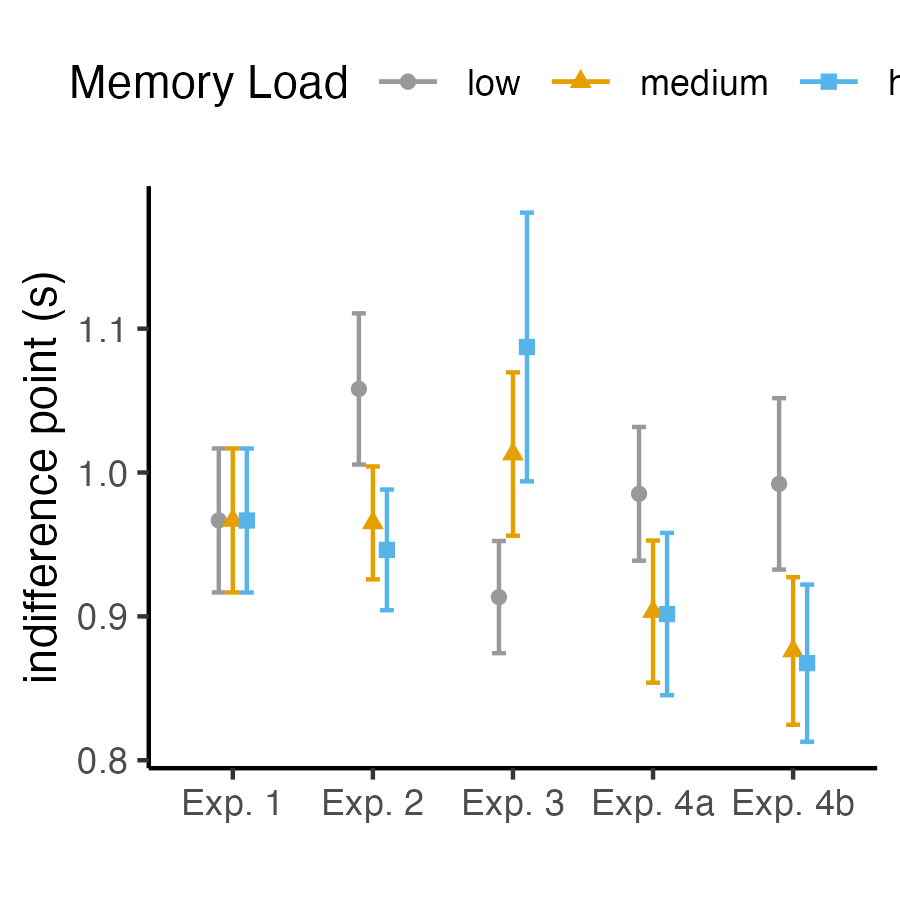 Memory Load low medium h
indifference point (s)
1.1
1.0
0.9
0.8
Exp. 1 Exp. 2 Exp. 3 Exp. 4a Exp. 4b